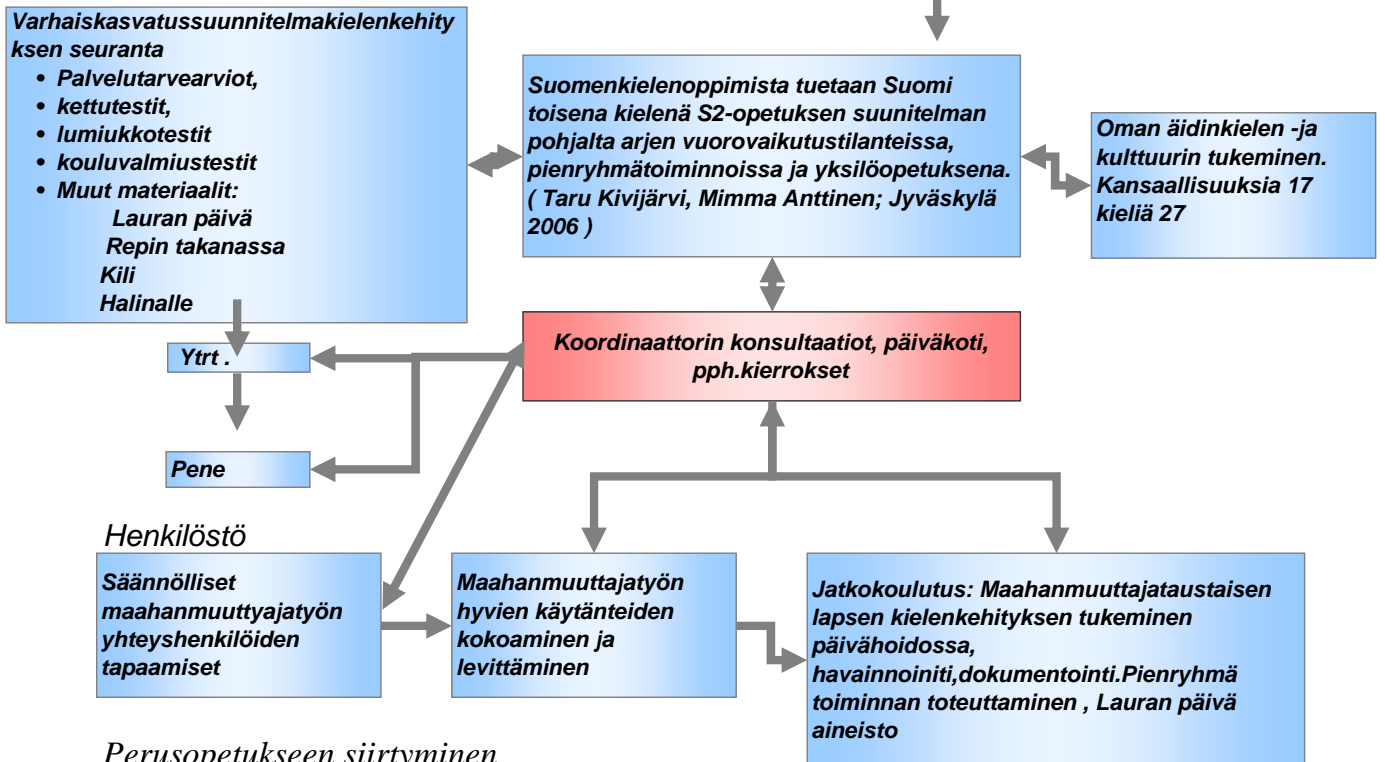 Varhaiskasvatussuunnitelmakielenkehity
ksen seuranta
• Palvelutarvearviot,
• kettutestit,
• lumiukkotestit
• kouluvalmiustestit
• Muut materiaalit:
Lauran päivä
Repin takanassa
Kili
Halinalle
Suomenkielenoppimista tuetaan Suomi
toisena kielenä S2-opetuksen suunitelman
pohjalta arjen vuorovaikutustilanteissa,
pienryhmätoiminnoissa ja yksilöopetuksena.
( Taru Kivijärvi, Mimma Anttinen; Jyväskylä
2006 )
Oman äidinkielen -ja
kulttuurin tukeminen.
Kansaallisuuksia 17
kieliä 27
Koordinaattorin konsultaatiot, päiväkoti,
pph.kierrokset
Ytrt .
Pene
Henkilöstö
Säännölliset
maahanmuuttyajatyön
yhteyshenkilöiden
tapaamiset
Maahanmuuttajatyön
hyvien käytänteiden
kokoaminen ja
levittäminen
Jatkokoulutus: Maahanmuuttajataustaisen
lapsen kielenkehityksen tukeminen
päivähoidossa,
havainnoiniti,dokumentointi.Pienryhmä
toiminnan toteuttaminen , Lauran päivä
aineisto
Perusopetukseen siirtyminen